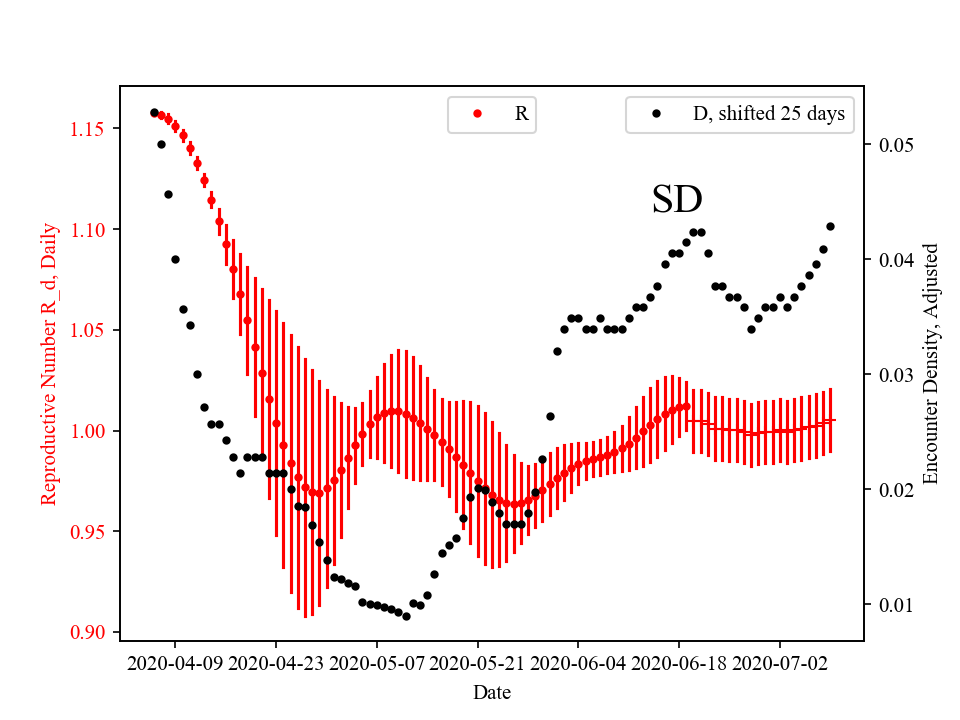 R
D, shifted 25 days
SD
Reproductive Number R_d, Daily
1.15
1.10
1.05
1.00
0.95
0.90
0.05
0.04
0.03
0.02
0.01
Encounter Density, Adjusted
2020-04-09 2020-04-23 2020-05-07 2020-05-21 2020-06-04 2020-06-18 2020-07-02
Date